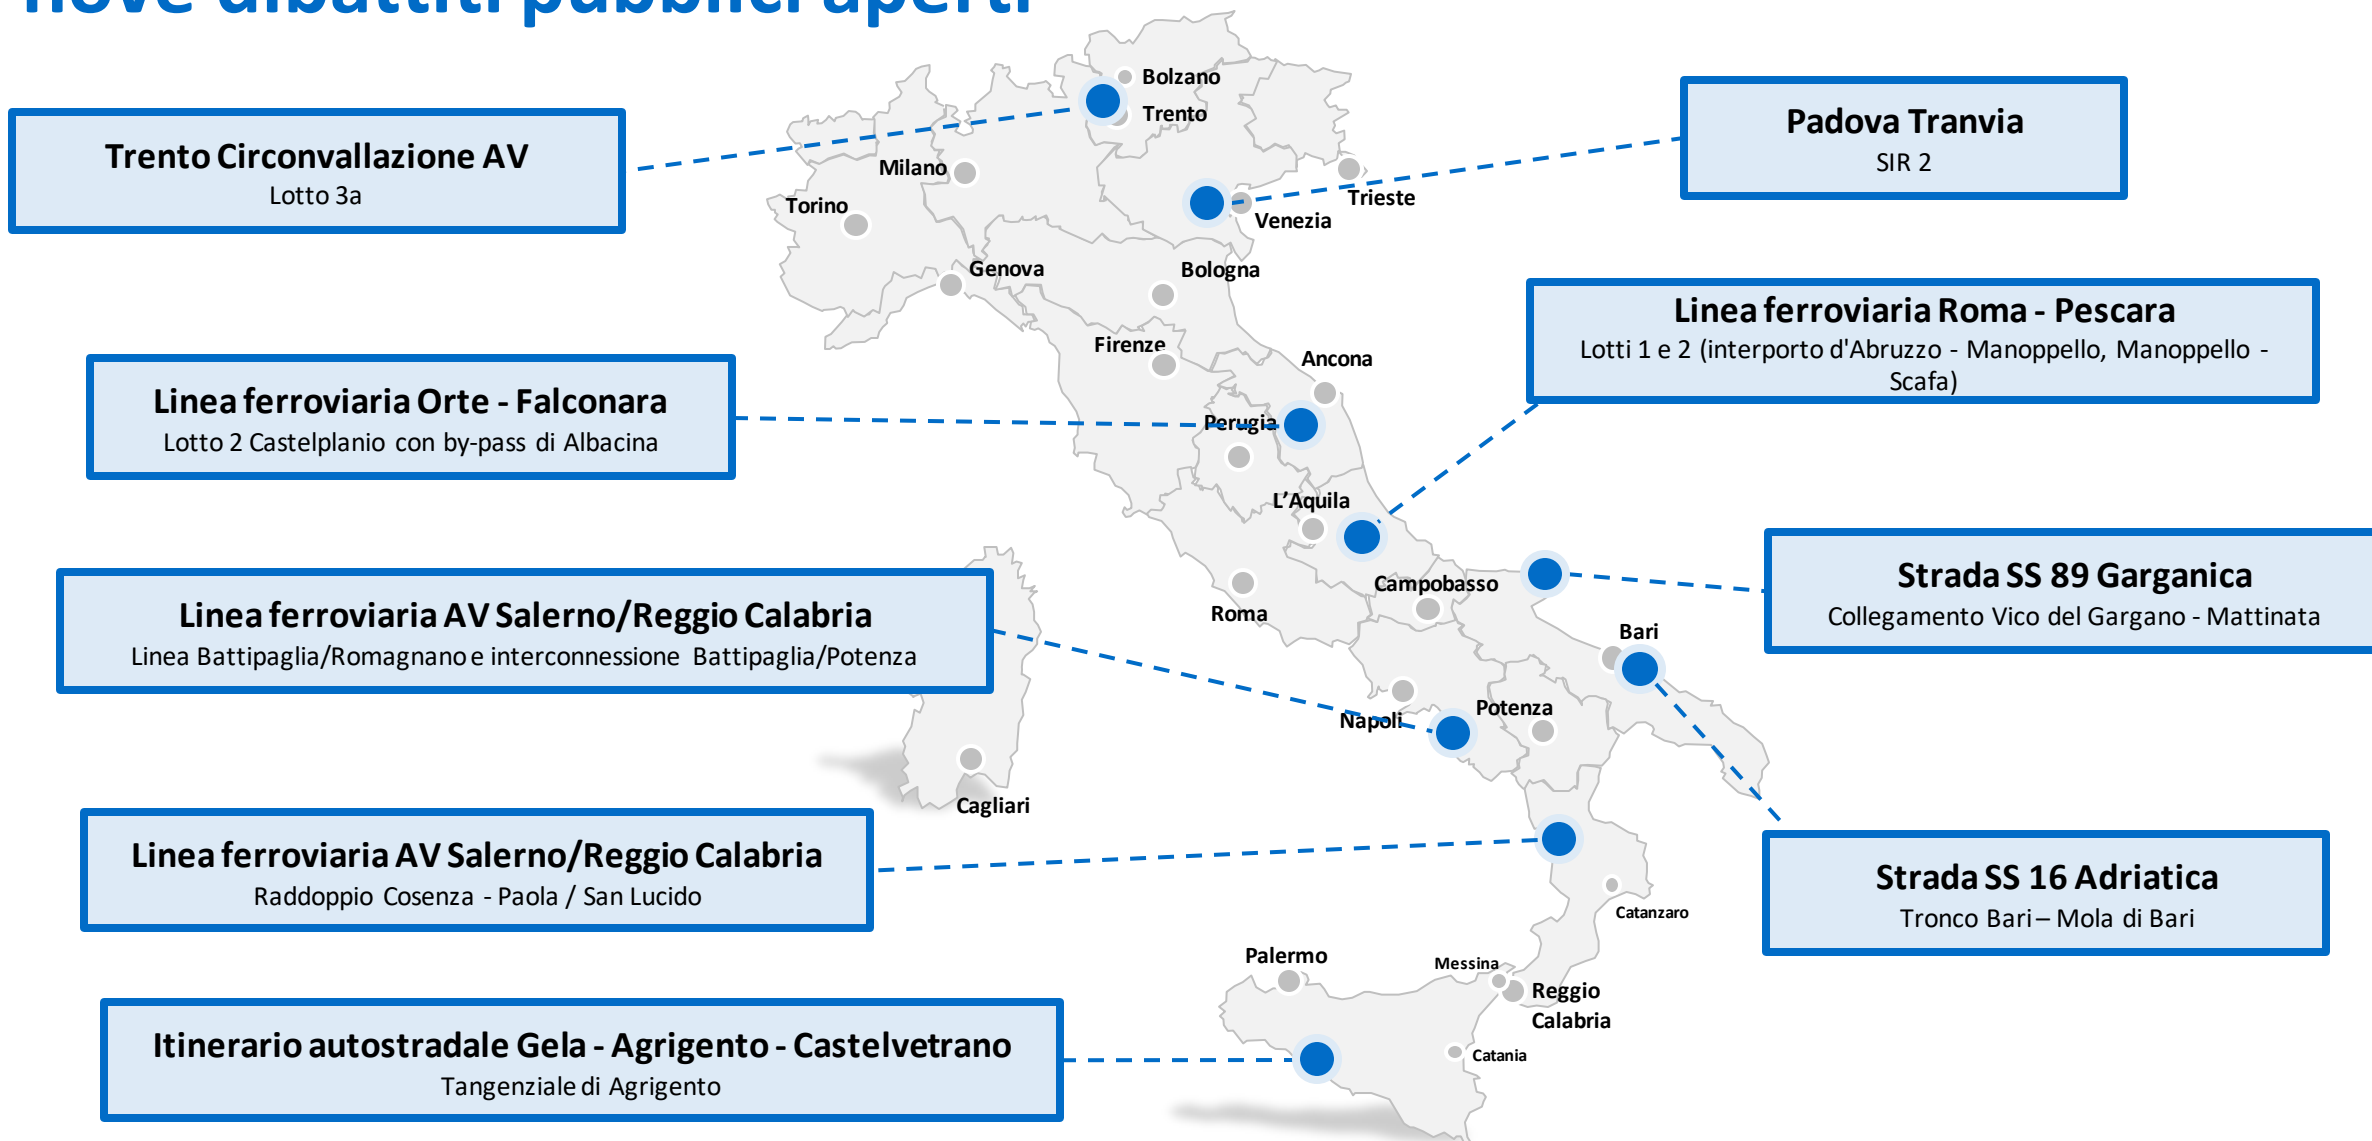 nove dibattiti pubblici aperti
Trento Circonvallazione AV
Lotto 3a
Padova Tranvia
SIR 2
Linea ferroviaria Roma - Pescara
Lotti 1 e 2 (interporto d'Abruzzo - Manoppello, Manoppello -
Scafa)
Linea ferroviaria Orte - Falconara
Lotto 2 Castelplanio con by-pass di Albacina
Strada SS 89 Garganica
Collegamento Vico del Gargano - Mattinata
Linea ferroviaria AV Salerno/Reggio Calabria
Linea Battipaglia/Romagnano e interconnessione Battipaglia/Potenza
Linea ferroviaria AV Salerno/Reggio Calabria
Raddoppio Cosenza - Paola / San Lucido
Strada SS 16 Adriatica
Tronco Bari – Mola di Bari
Itinerario autostradale Gela - Agrigento - Castelvetrano
Tangenziale di Agrigento
Bolzano
Trento
Milano
Torino
Trieste
Venezia
Genova
Bologna
Firenze
Ancona
Perugia
L'Aquila
Campobasso
Roma
Bari
Napoli
Potenza
Cagliari
Catanzaro
Palermo
Messina
Reggio
Calabria
Catania